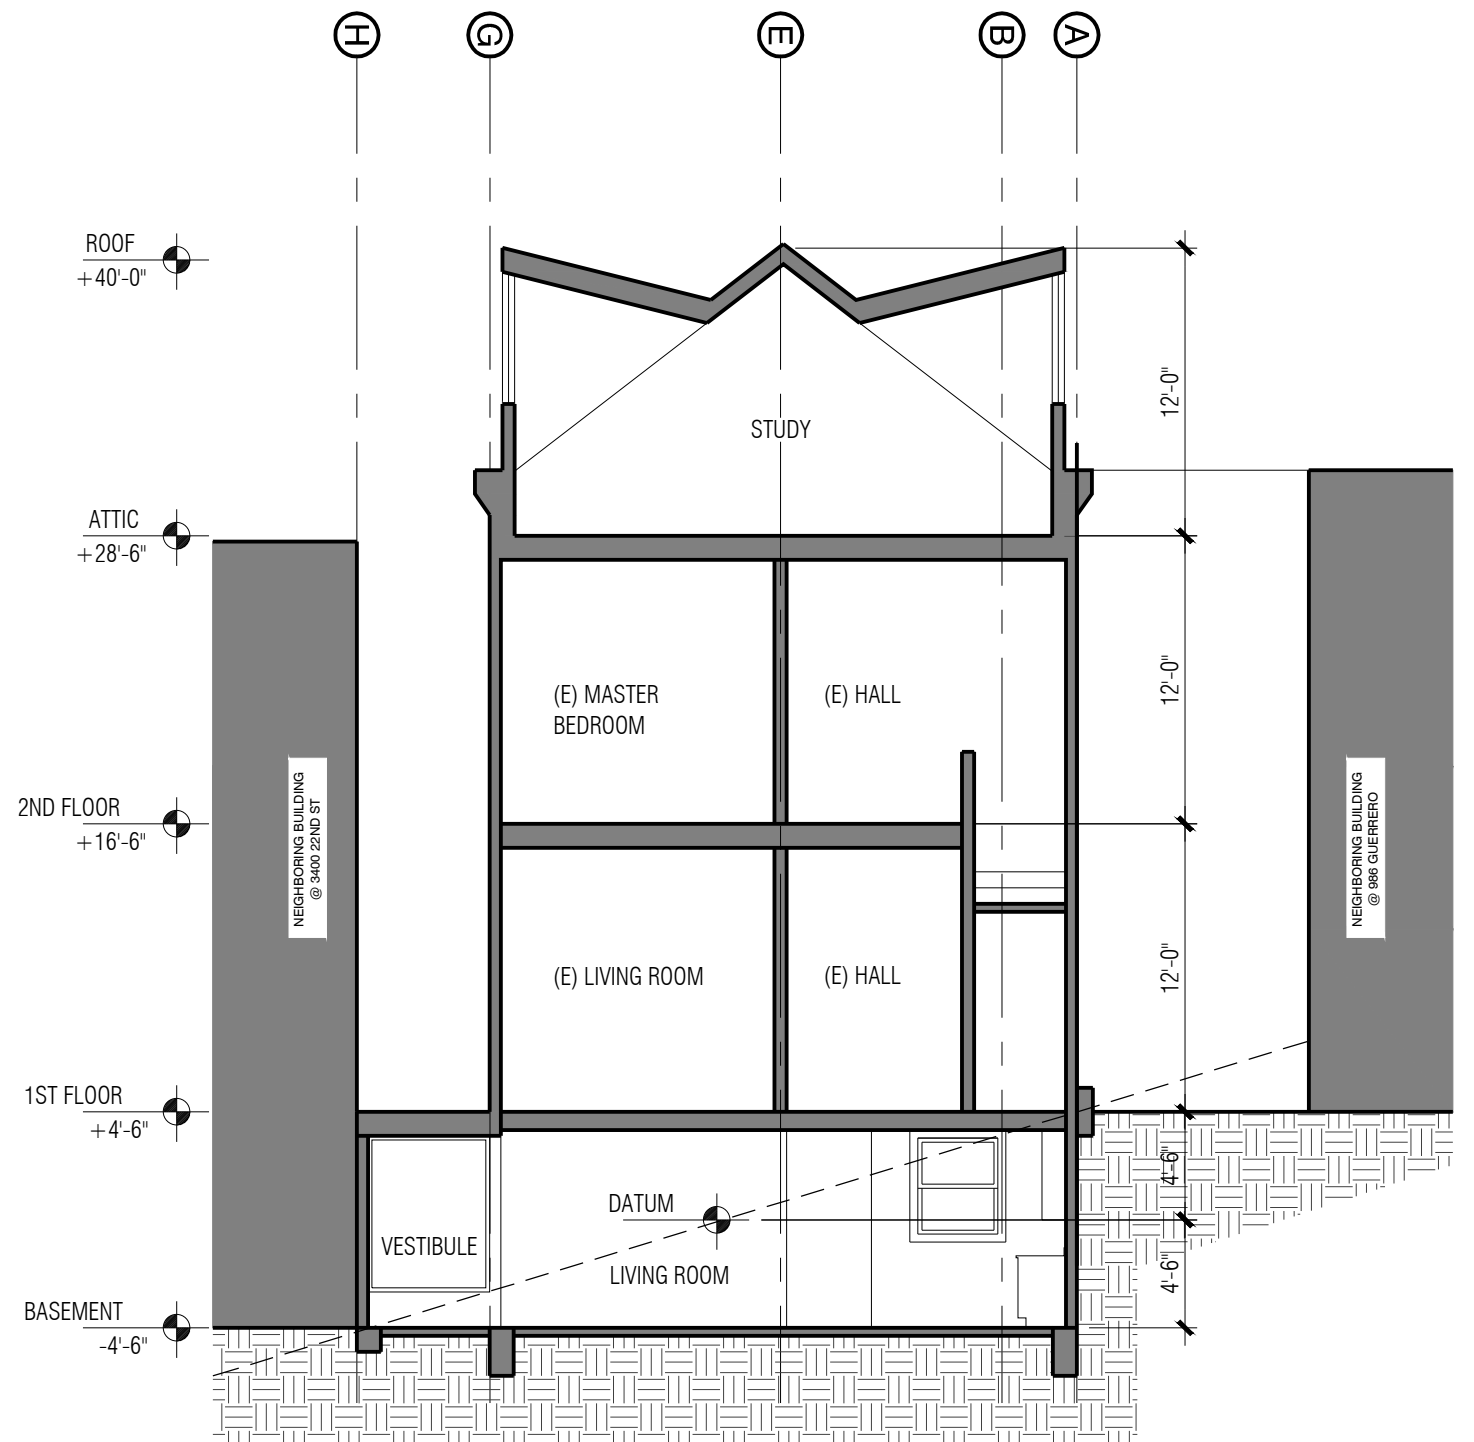 H
G
E
B
A
ROOF
+40'-0"
12'-0"
STUDY
ATTIC
+28'-6"
(E) MASTER
BEDROOM
(E) HALL
12'-0"
2ND FLOOR
+16'-6"
NEIGHBORING BUILDING
@ 3400 22ND ST
NEIGHBORING BUILDING
@ 986 GUERRERO
(E) LIVING ROOM
(E) HALL
12'-0"
1ST FLOOR
+4'-6"
4'-6"
DATUM
VESTIBULE
LIVING ROOM
4'-6"
BASEMENT
-4'-6"